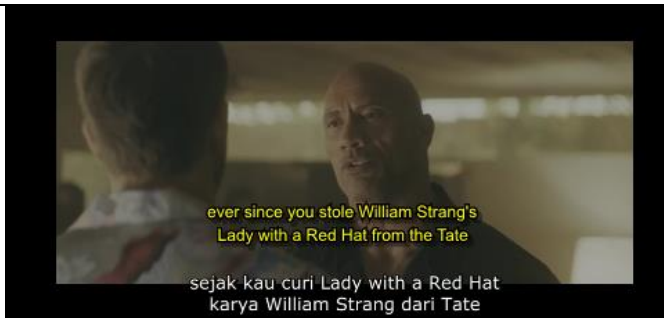 ever since you stole William Strang's
Lady with a Red Hat from the Tate
sejak kau curi Lady with a Red Hat
karya William Strang dari Tate